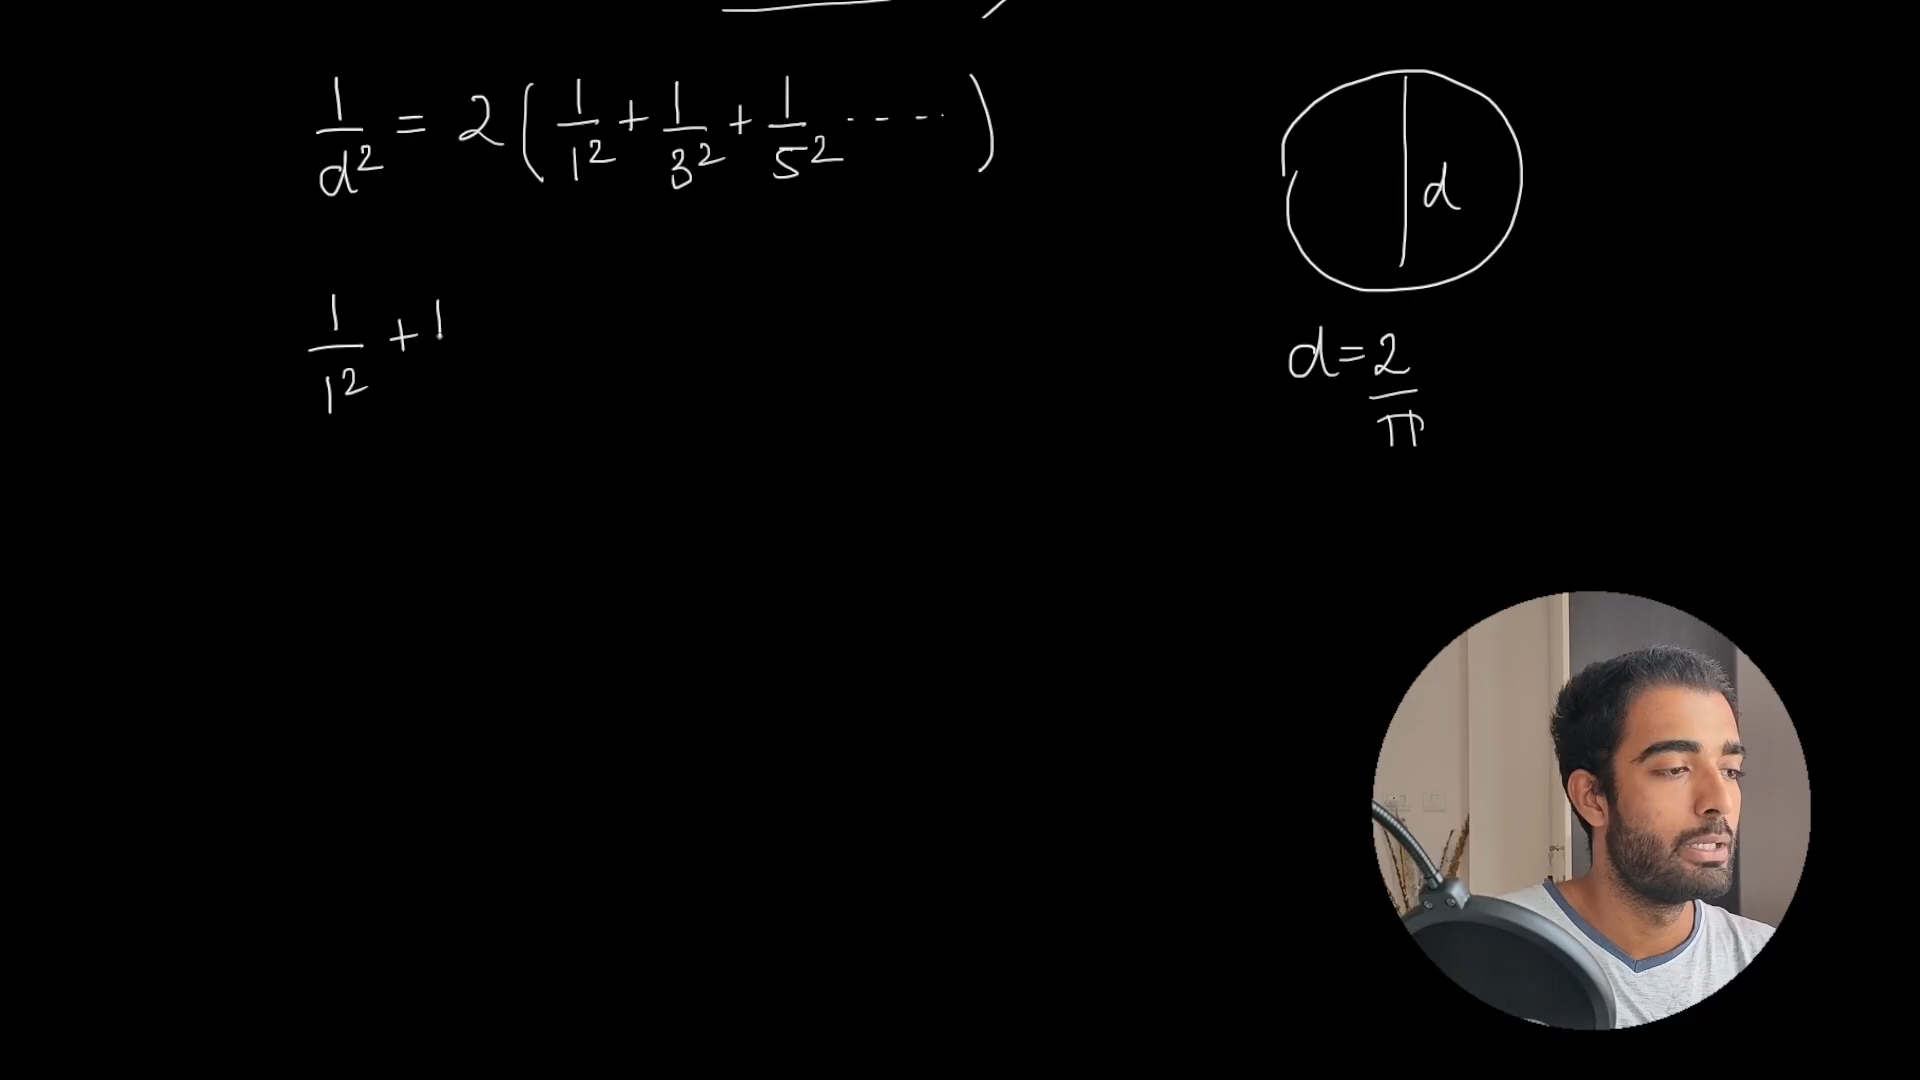 1/d² = 2(1/1² + 1/3² + 1/5² ----)
d
1/1² + 1
d = 2/π